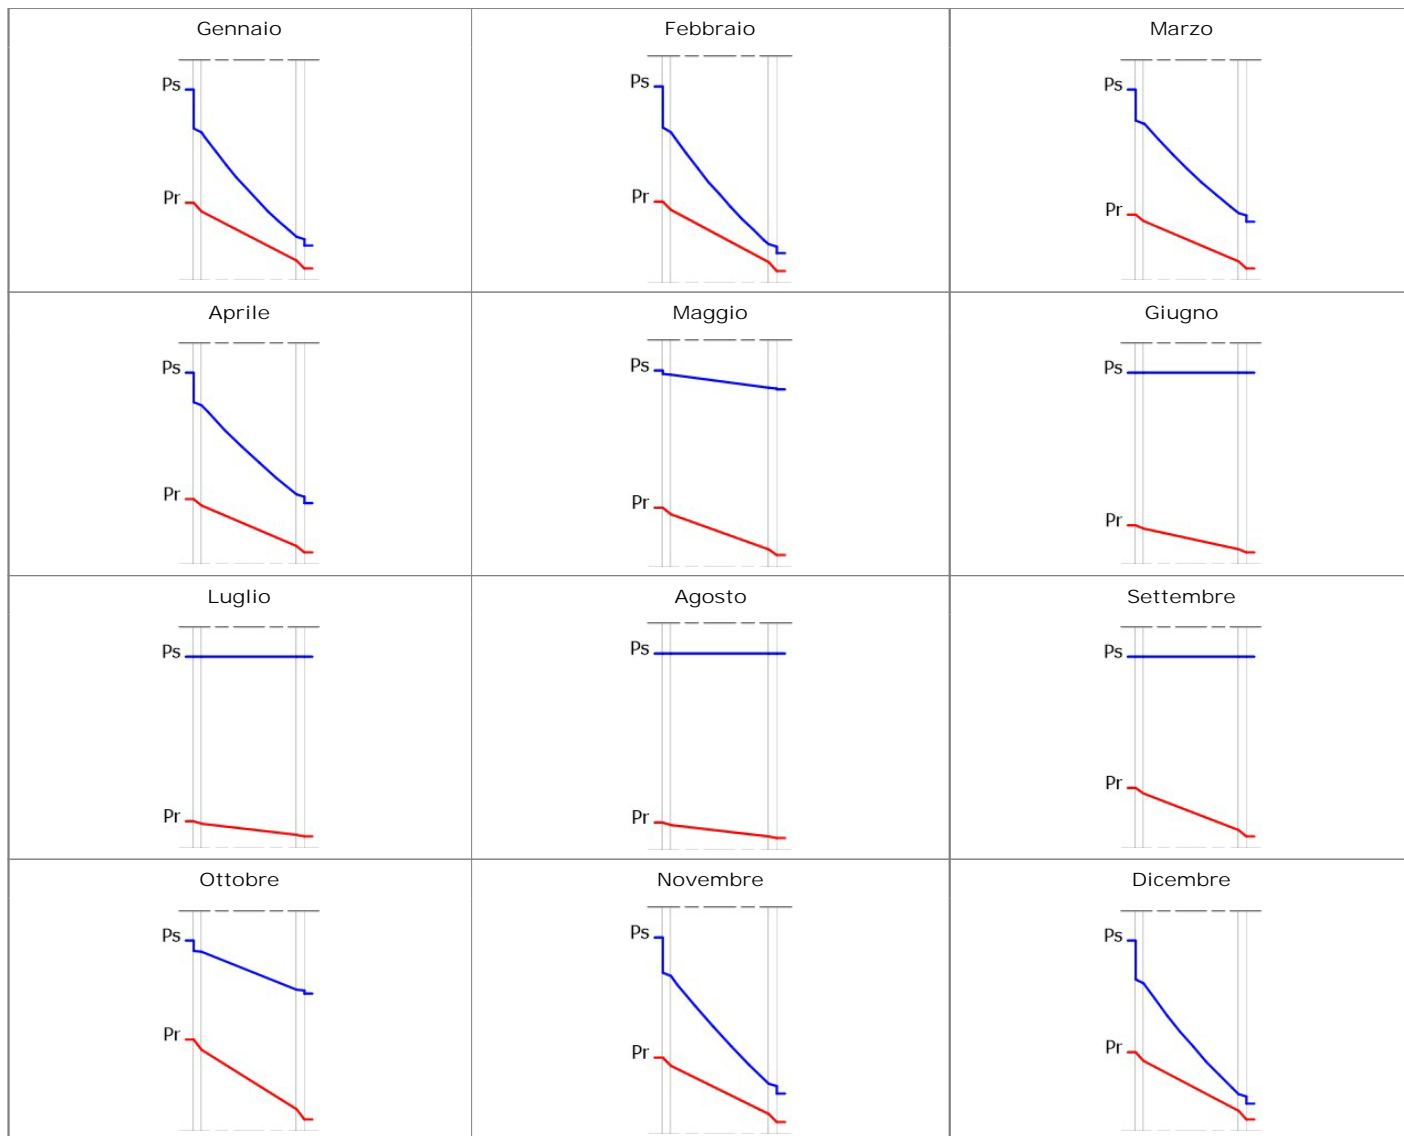 Gennaio
Febbraio
Marzo
Ps
Pr
Ps
Pr
Ps
Pr
Aprile
Maggio
Giugno
Ps
Pr
Ps
Pr
Ps
Pr
Luglio
Agosto
Settembre
Ps
Pr
Ps
Pr
Ps
Pr
Ottobre
Novembre
Dicembre
Ps
Pr
Ps
Pr
Ps
Pr